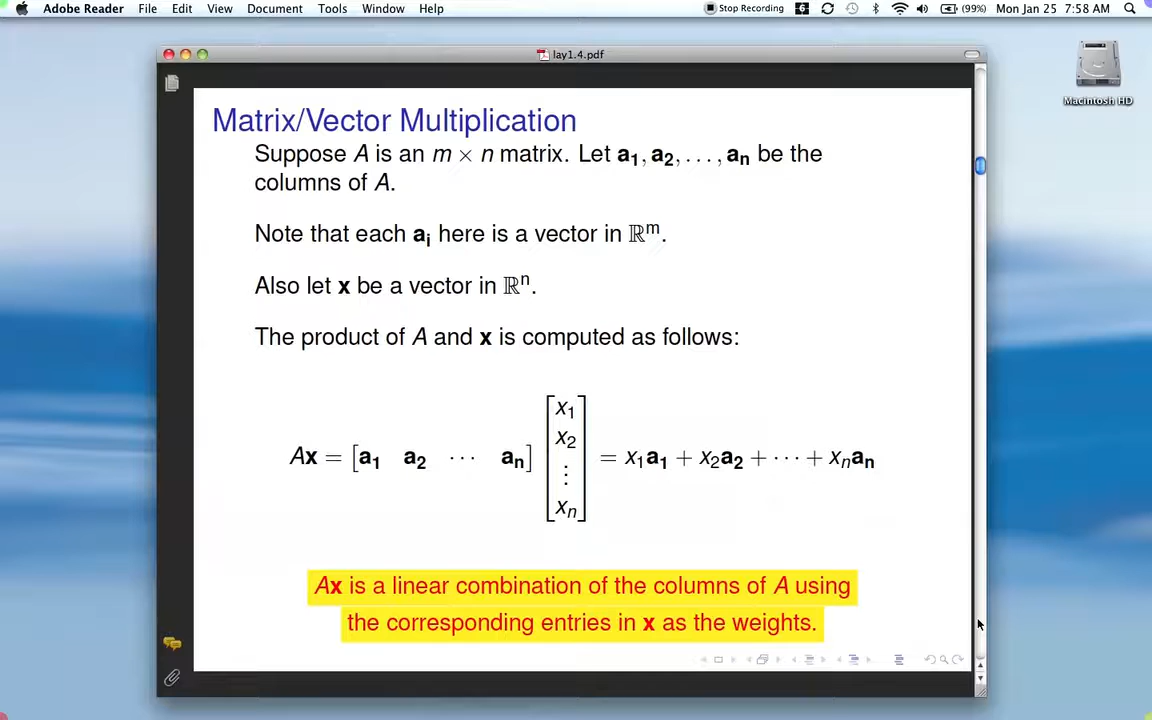 Adobe Reader File Edit View Document Tools Window Help Stop Recording 6 (99%) Mon Jan 25 7:58 AM
lay1.4.pdf
Macintosh HD
Matrix/Vector Multiplication
Suppose A is an m × n matrix. Let a₁, a₂, . . . , aₙ be the
columns of A.
Note that each aᵢ here is a vector in ℝᵐ.
Also let x be a vector in ℝⁿ.
The product of A and x is computed as follows:
Ax = [a₁ a₂ ⋯ aₙ] [x₁ x₂ ⋮ xₙ] = x₁a₁ + x₂a₂ + ⋯ + xₙaₙ
Ax is a linear combination of the columns of A using
the corresponding entries in x as the weights.